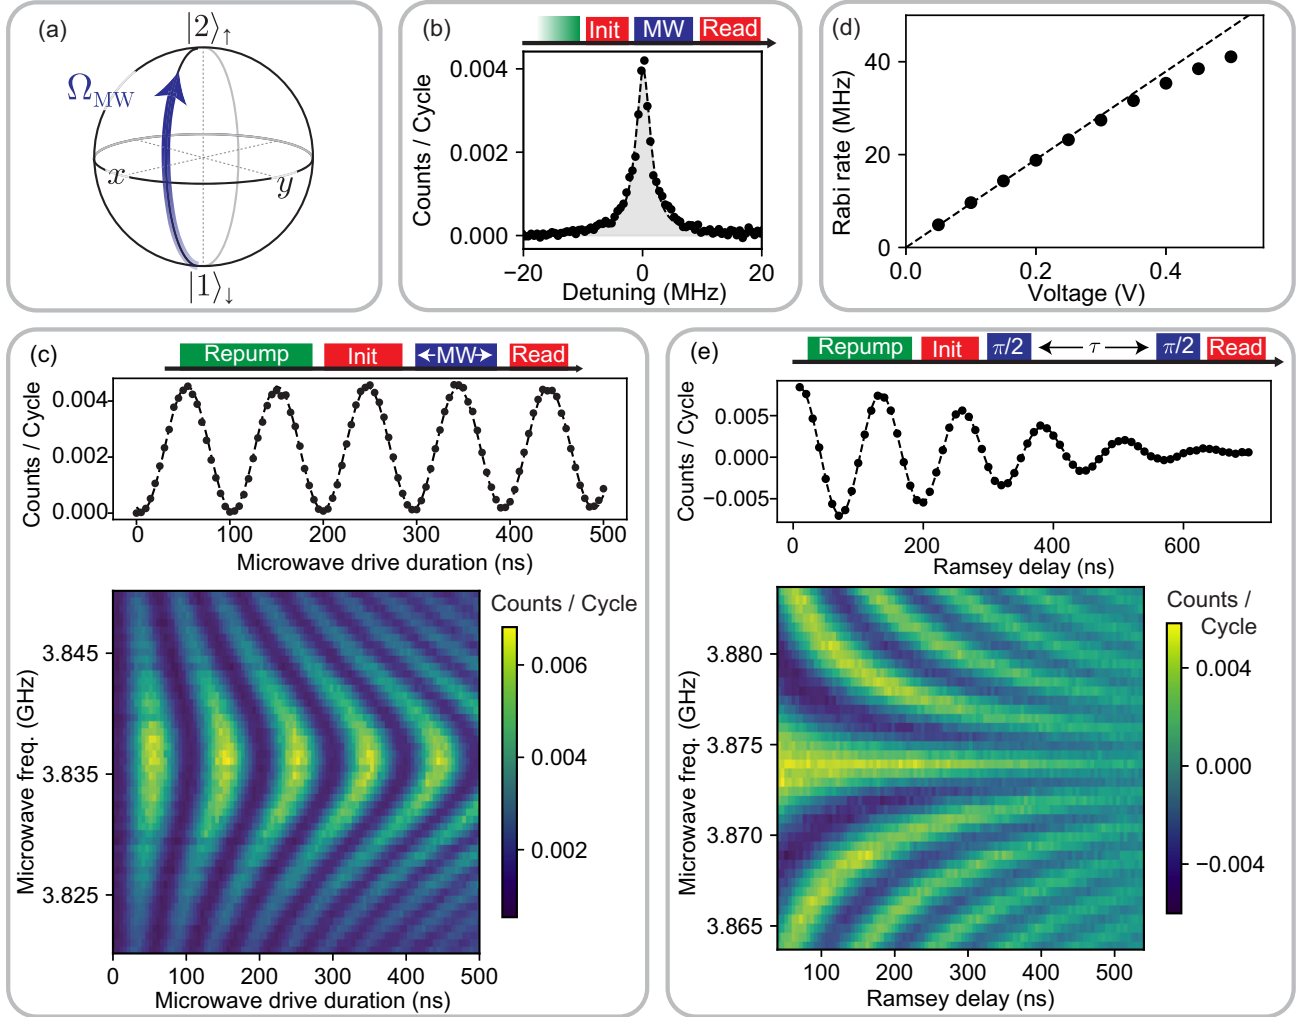 (a)
|2⟩↑
Ω_MW
x
y
|1⟩↓
(b)
Init MW Read
0.004
0.002
0.000
Counts / Cycle
−20 0 20
Detuning (MHz)
(d)
40
20
0
Rabi rate (MHz)
0.0 0.2 0.4
Voltage (V)
(c)
Repump Init MW Read
0.004
0.002
0.000
Counts / Cycle
0 100 200 300 400 500
Microwave drive duration (ns)
Counts / Cycle
3.845
3.835
3.825
Microwave freq. (GHz)
0.006
0.004
0.002
0 100 200 300 400 500
Microwave drive duration (ns)
(e)
Repump Init π/2 τ π/2 Read
0.005
0.000
−0.005
Counts / Cycle
0 200 400 600
Ramsey delay (ns)
Counts /
Cycle
3.880
3.875
3.870
3.865
Microwave freq. (GHz)
0.004
0.000
−0.004
100 200 300 400 500
Ramsey delay (ns)